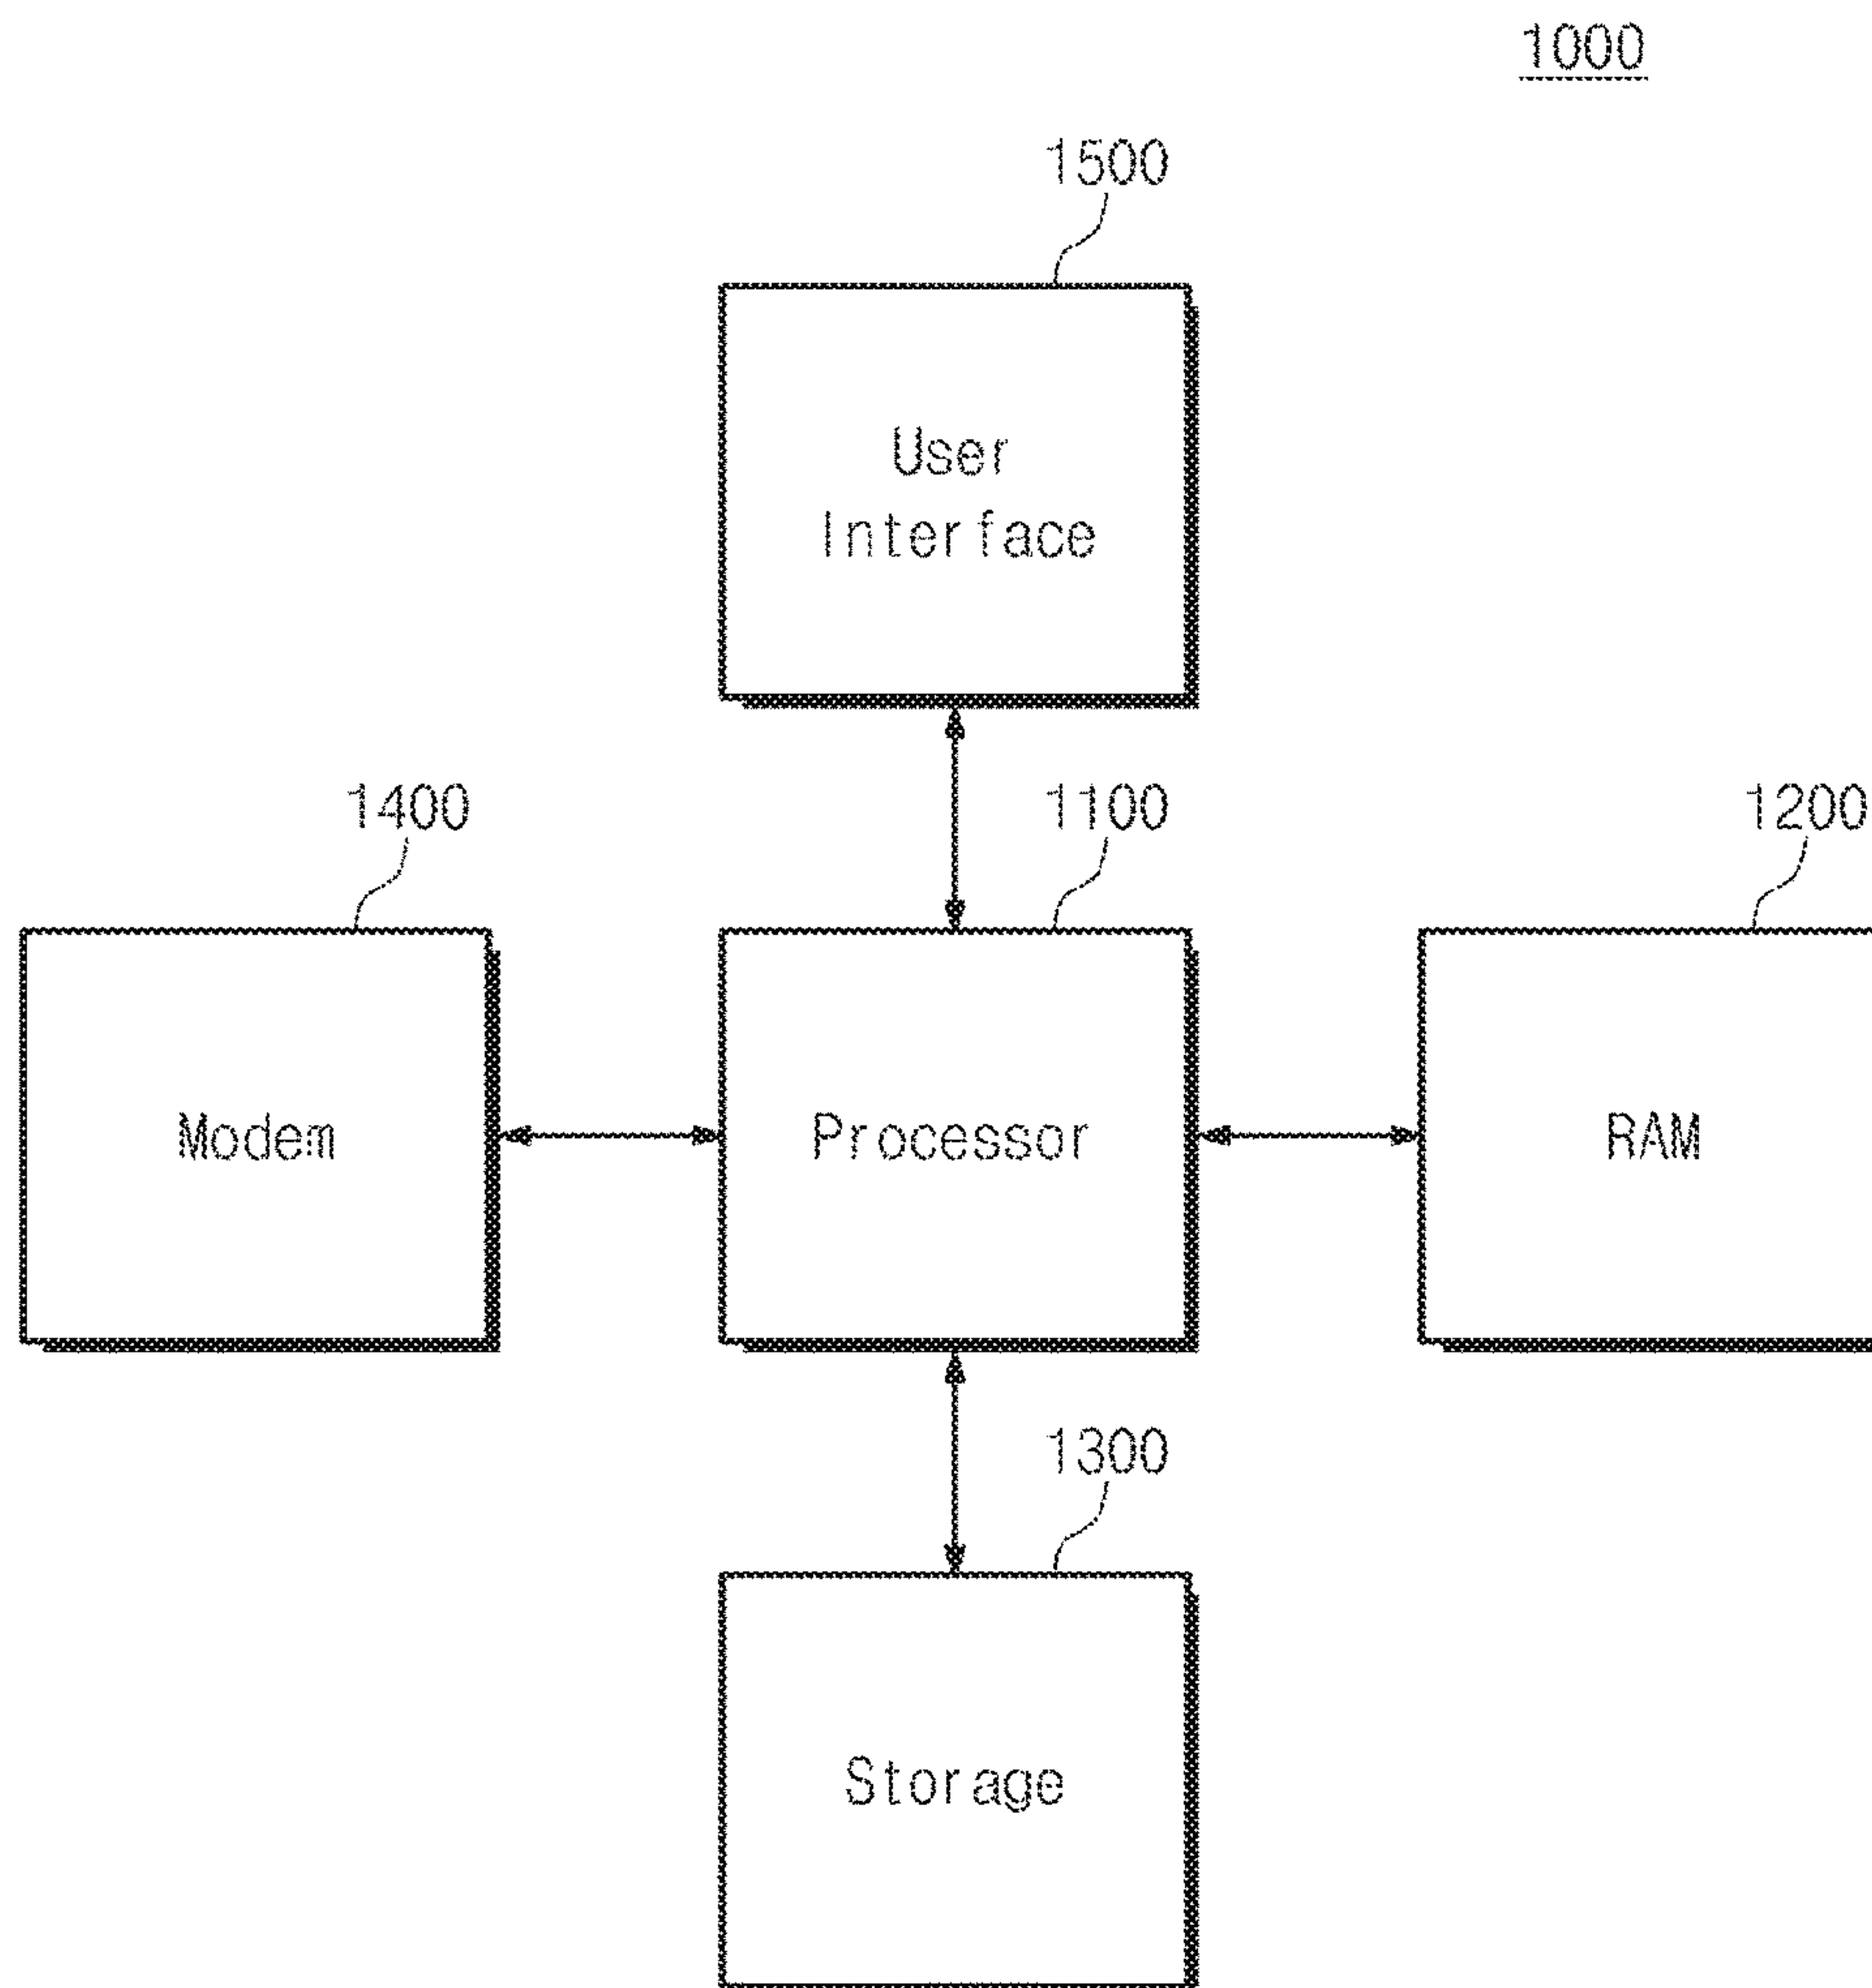 1000
1500
User
Interface
1400
1100
1200
Modem
Processor
RAM
1300
Storage